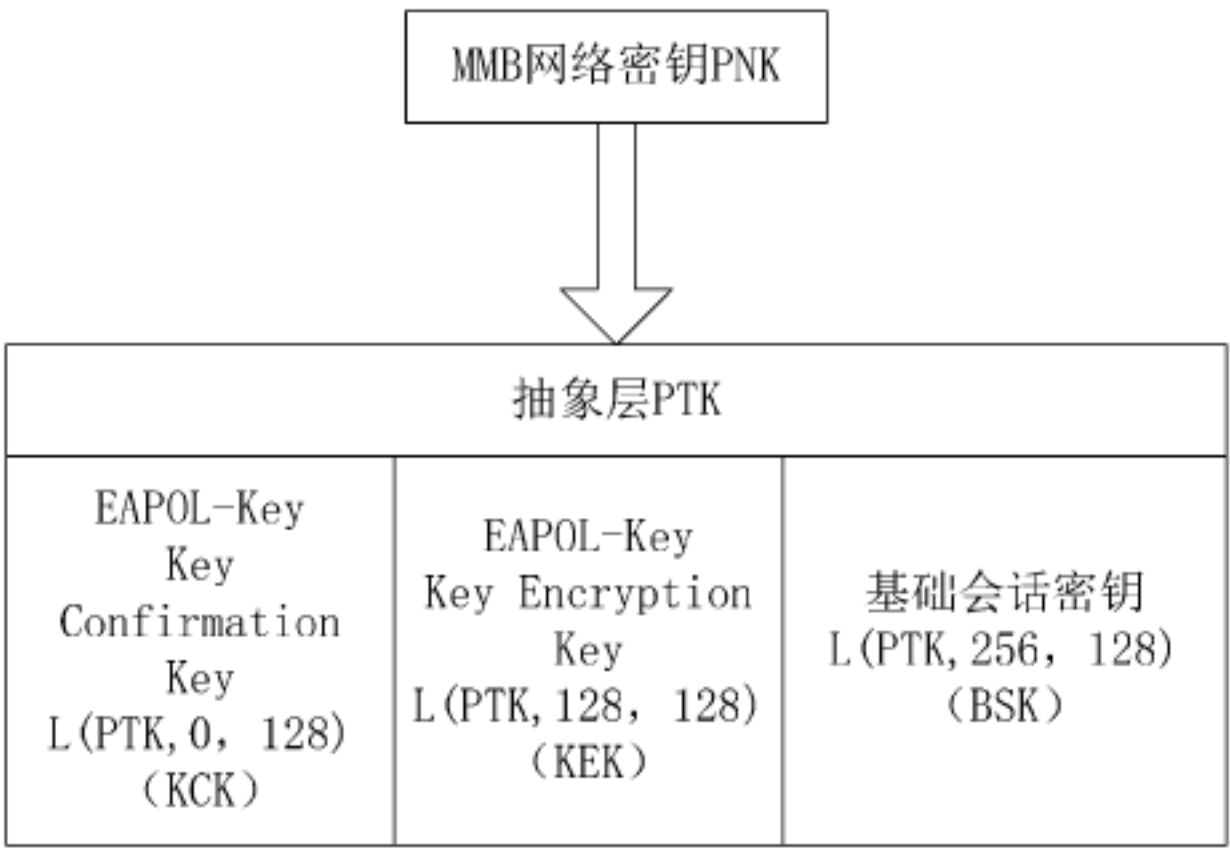 MMB网络密钥PNK
抽象层PTK
EAPOL-Key
Key
Confirmation
Key
L(PTK,0，128)
（KCK）
EAPOL-Key
Key Encryption
Key
L(PTK,128，128)
（KEK）
基础会话密钥
L(PTK,256，128)
（BSK）